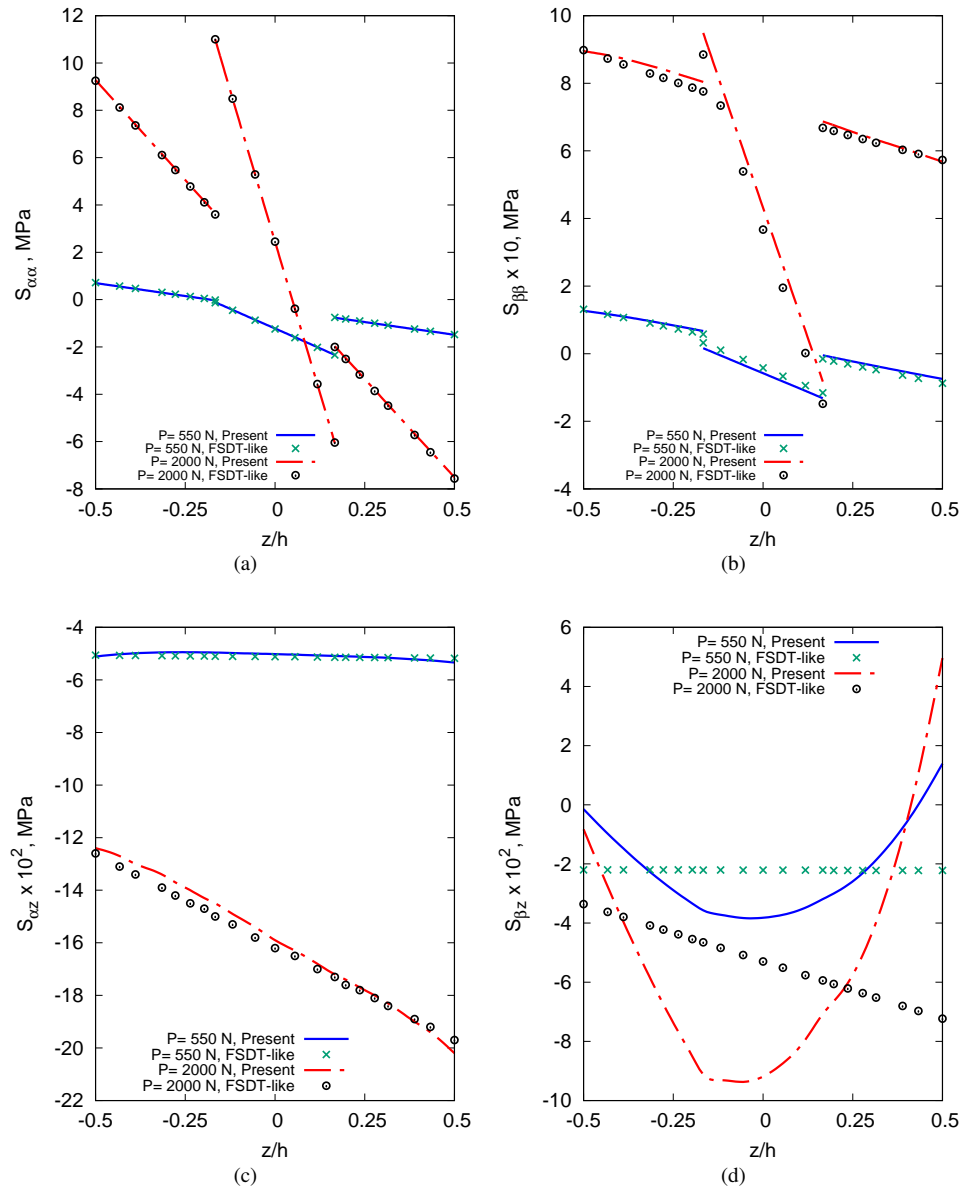 12
10
8
6
4
2
0
-2
-4
-6
-8
-0.5
-0.25
0
0.25
0.5
S_αα , MPa
z/h
P= 550 N, Present
P= 550 N, FSDT-like
P= 2000 N, Present
P= 2000 N, FSDT-like
(a)
10
8
6
4
2
0
-2
-4
-0.5
-0.25
0
0.25
0.5
S_ββ x 10, MPa
z/h
P= 550 N, Present
P= 550 N, FSDT-like
P= 2000 N, Present
P= 2000 N, FSDT-like
(b)
-4
-6
-8
-10
-12
-14
-16
-18
-20
-22
-0.5
-0.25
0
0.25
0.5
S_αz x 10², MPa
z/h
P= 550 N, Present
P= 550 N, FSDT-like
P= 2000 N, Present
P= 2000 N, FSDT-like
(c)
6
4
2
0
-2
-4
-6
-8
-10
-0.5
-0.25
0
0.25
0.5
S_βz x 10², MPa
z/h
P= 550 N, Present
P= 550 N, FSDT-like
P= 2000 N, Present
P= 2000 N, FSDT-like
(d)